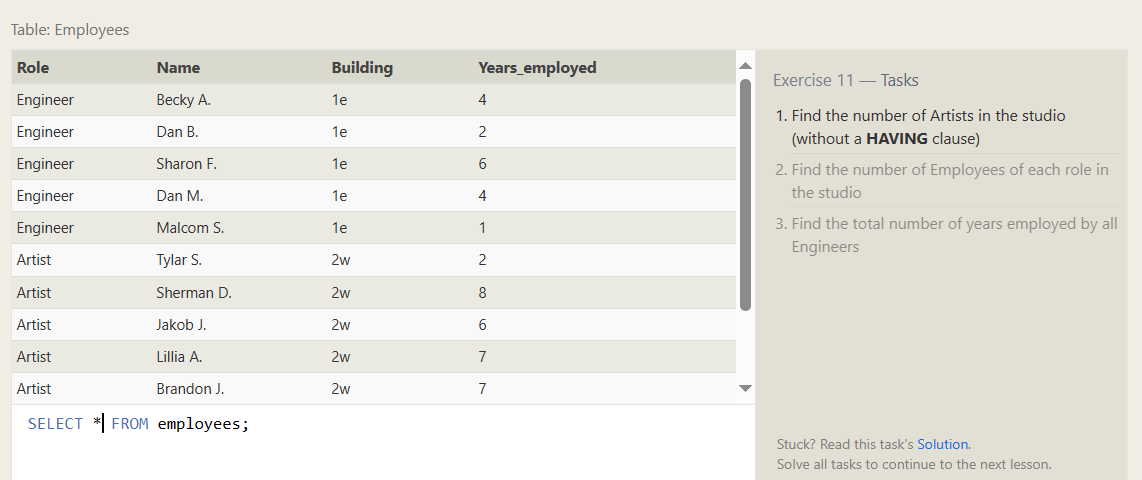 Table: Employees
Role Name Building Years_employed
Engineer Becky A. 1e 4
Engineer Dan B. 1e 2
Engineer Sharon F. 1e 6
Engineer Dan M. 1e 4
Engineer Malcom S. 1e 1
Artist Tylar S. 2w 2
Artist Sherman D. 2w 8
Artist Jakob J. 2w 6
Artist Lillia A. 2w 7
Artist Brandon J. 2w 7
SELECT * FROM employees;
Exercise 11 — Tasks
1. Find the number of Artists in the studio
(without a HAVING clause)
2. Find the number of Employees of each role in
the studio
3. Find the total number of years employed by all
Engineers
Stuck? Read this task's Solution.
Solve all tasks to continue to the next lesson.